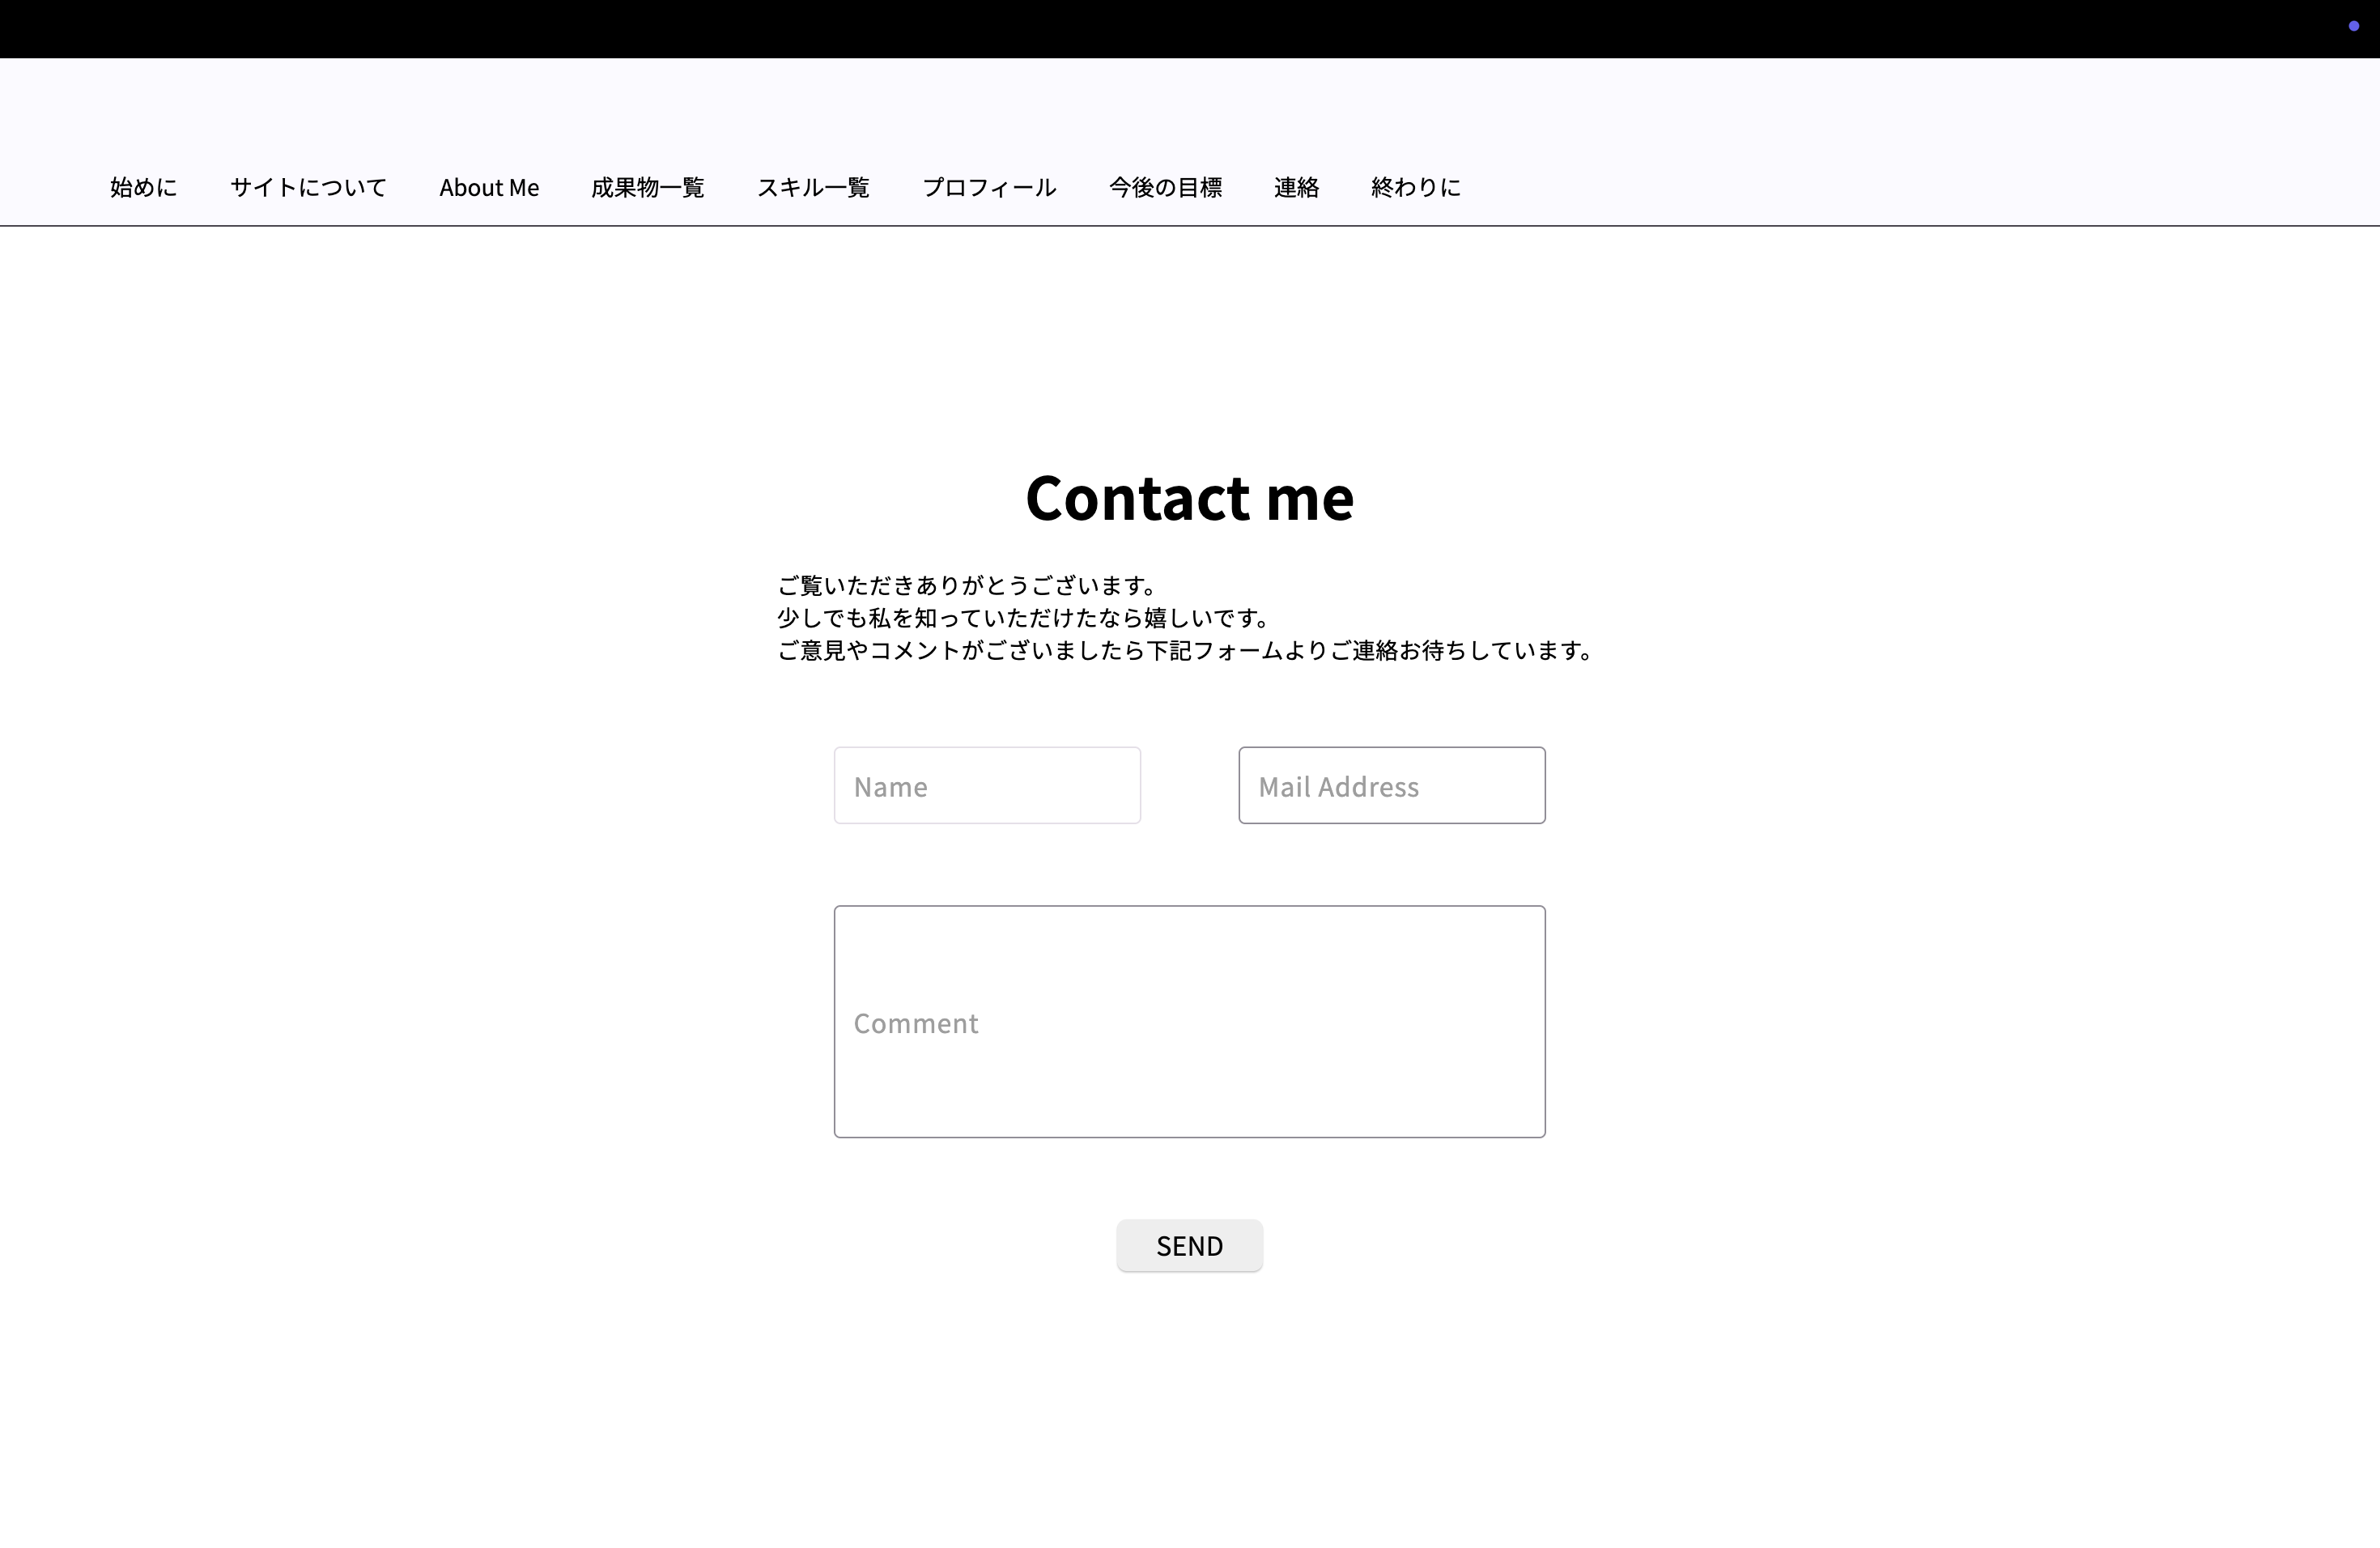 始めに サイトについて About Me 成果物一覧 スキル一覧 プロフィール 今後の目標 連絡 終わりに
Contact me
ご覧いただきありがとうございます。
少しでも私を知っていただけたなら嬉しいです。
ご意見やコメントがございましたら下記フォームよりご連絡お待ちしています。
Name Mail Address
Comment
SEND